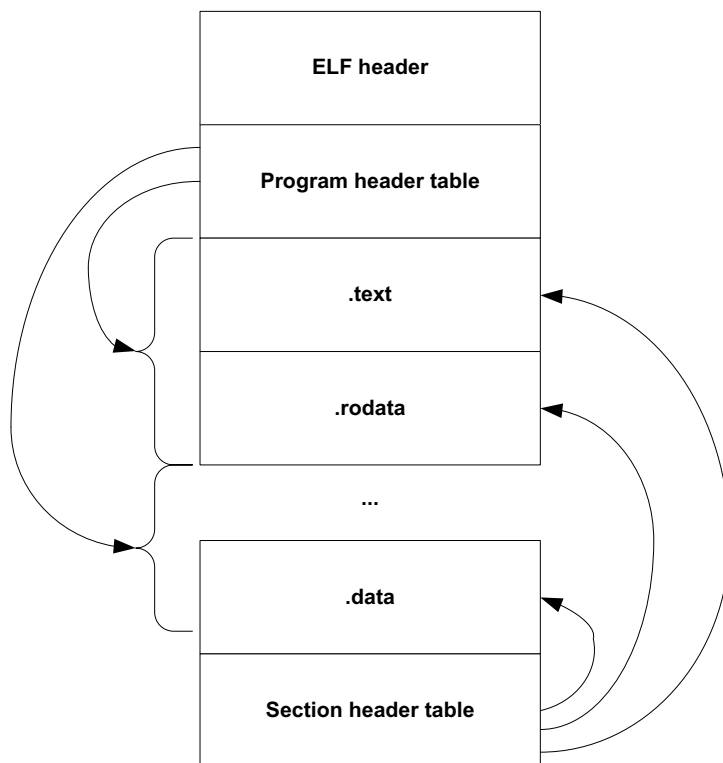 ELF header
Program header table
.text
.rodata
...
.data
Section header table